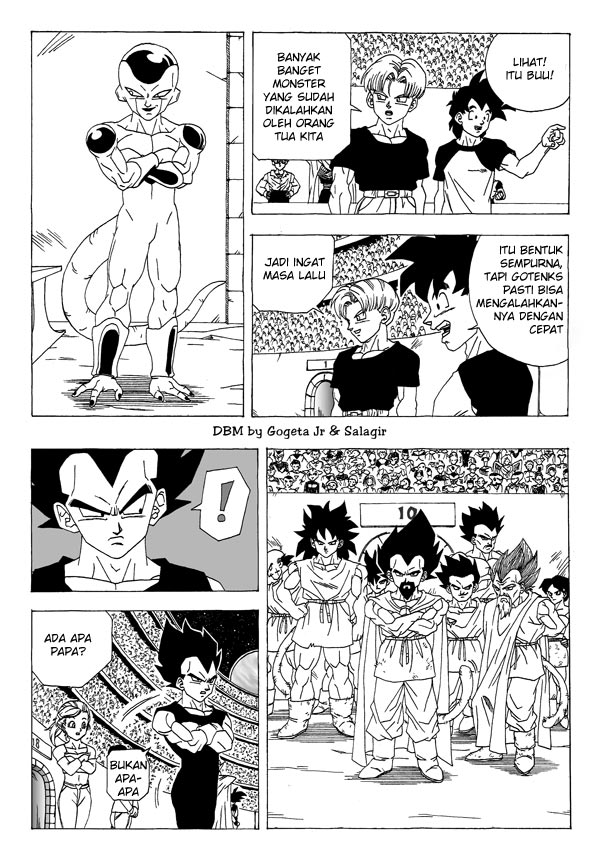 BANYAK
BANGET
MONSTER
YANG SUDAH
DIKALAHKAN
OLEH ORANG
TUA KITA
LIHAT!
ITU BUU!
JADI INGAT
MASA LALU
ITU BENTUK
SEMPURNA,
TAPI GOTENKS
PASTI BISA
MENGALAHKAN-
NYA DENGAN
CEPAT
1
DBM by Gogeta Jr & Salagir
!
10
ADA APA
PAPA?
18
BUKAN
APA-
APA